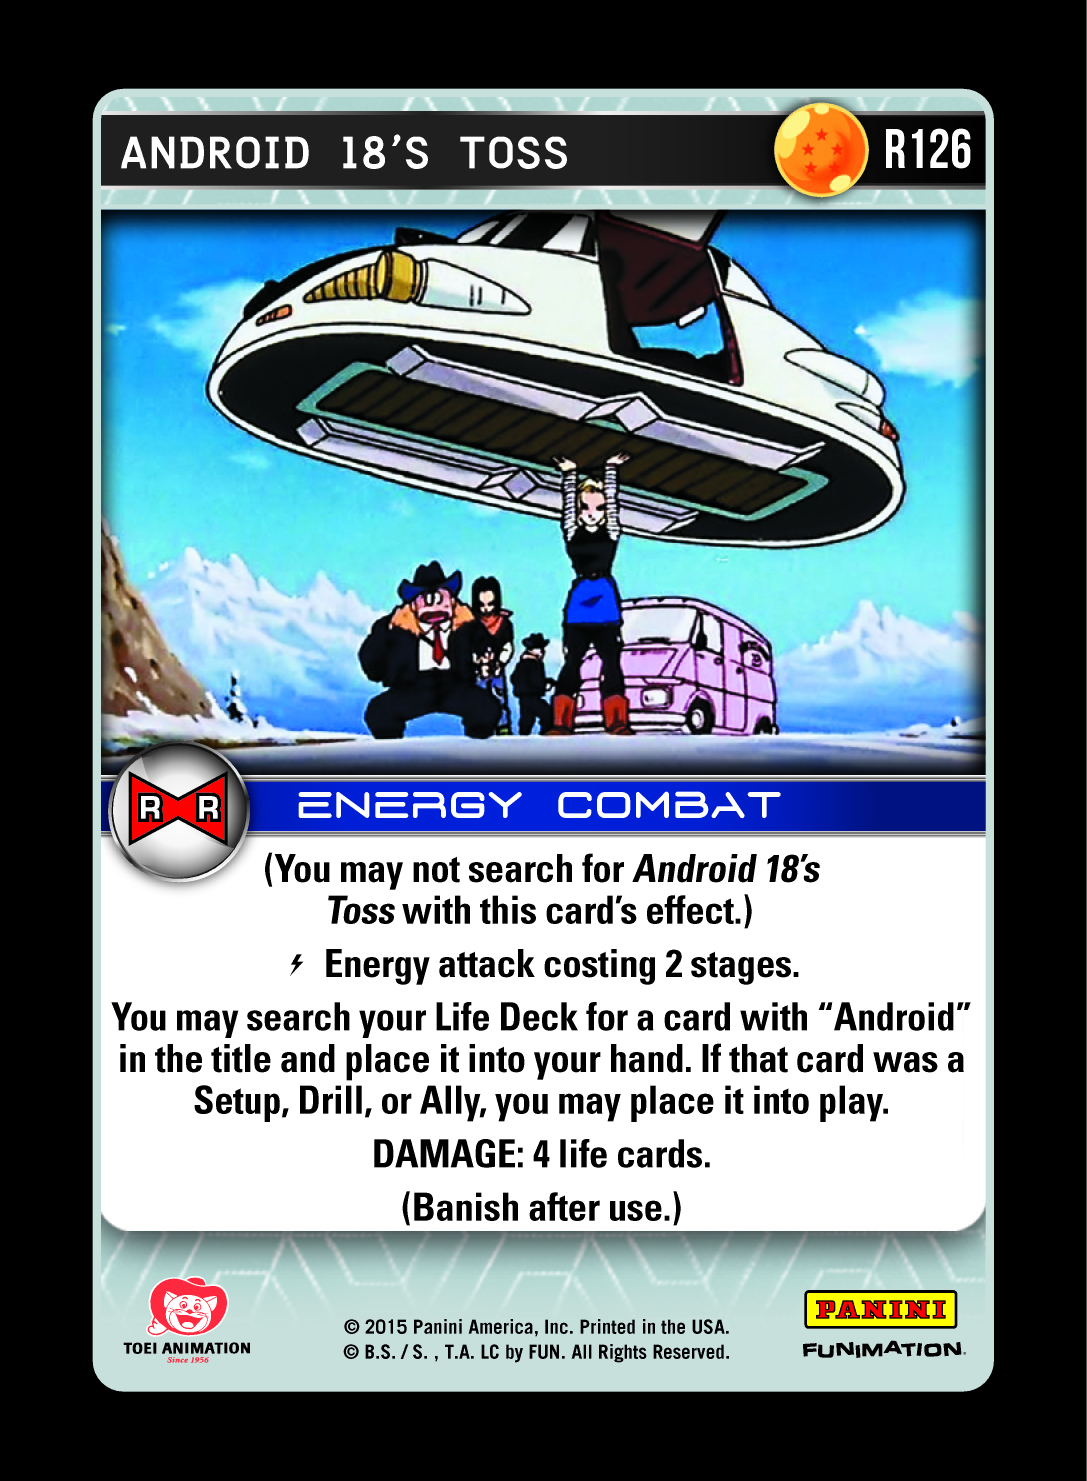 ANDROID 18'S TOSS
R126
R R
ENERGY COMBAT
(You may not search for Android 18's
Toss with this card's effect.)
Energy attack costing 2 stages.
You may search your Life Deck for a card with “Android”
in the title and place it into your hand. If that card was a
Setup, Drill, or Ally, you may place it into play.
DAMAGE: 4 life cards.
(Banish after use.)
TOEI ANIMATION
Since 1956
© 2015 Panini America, Inc. Printed in the USA.
© B.S. / S. , T.A. LC by FUN. All Rights Reserved.
PANINI
FUNIMATION